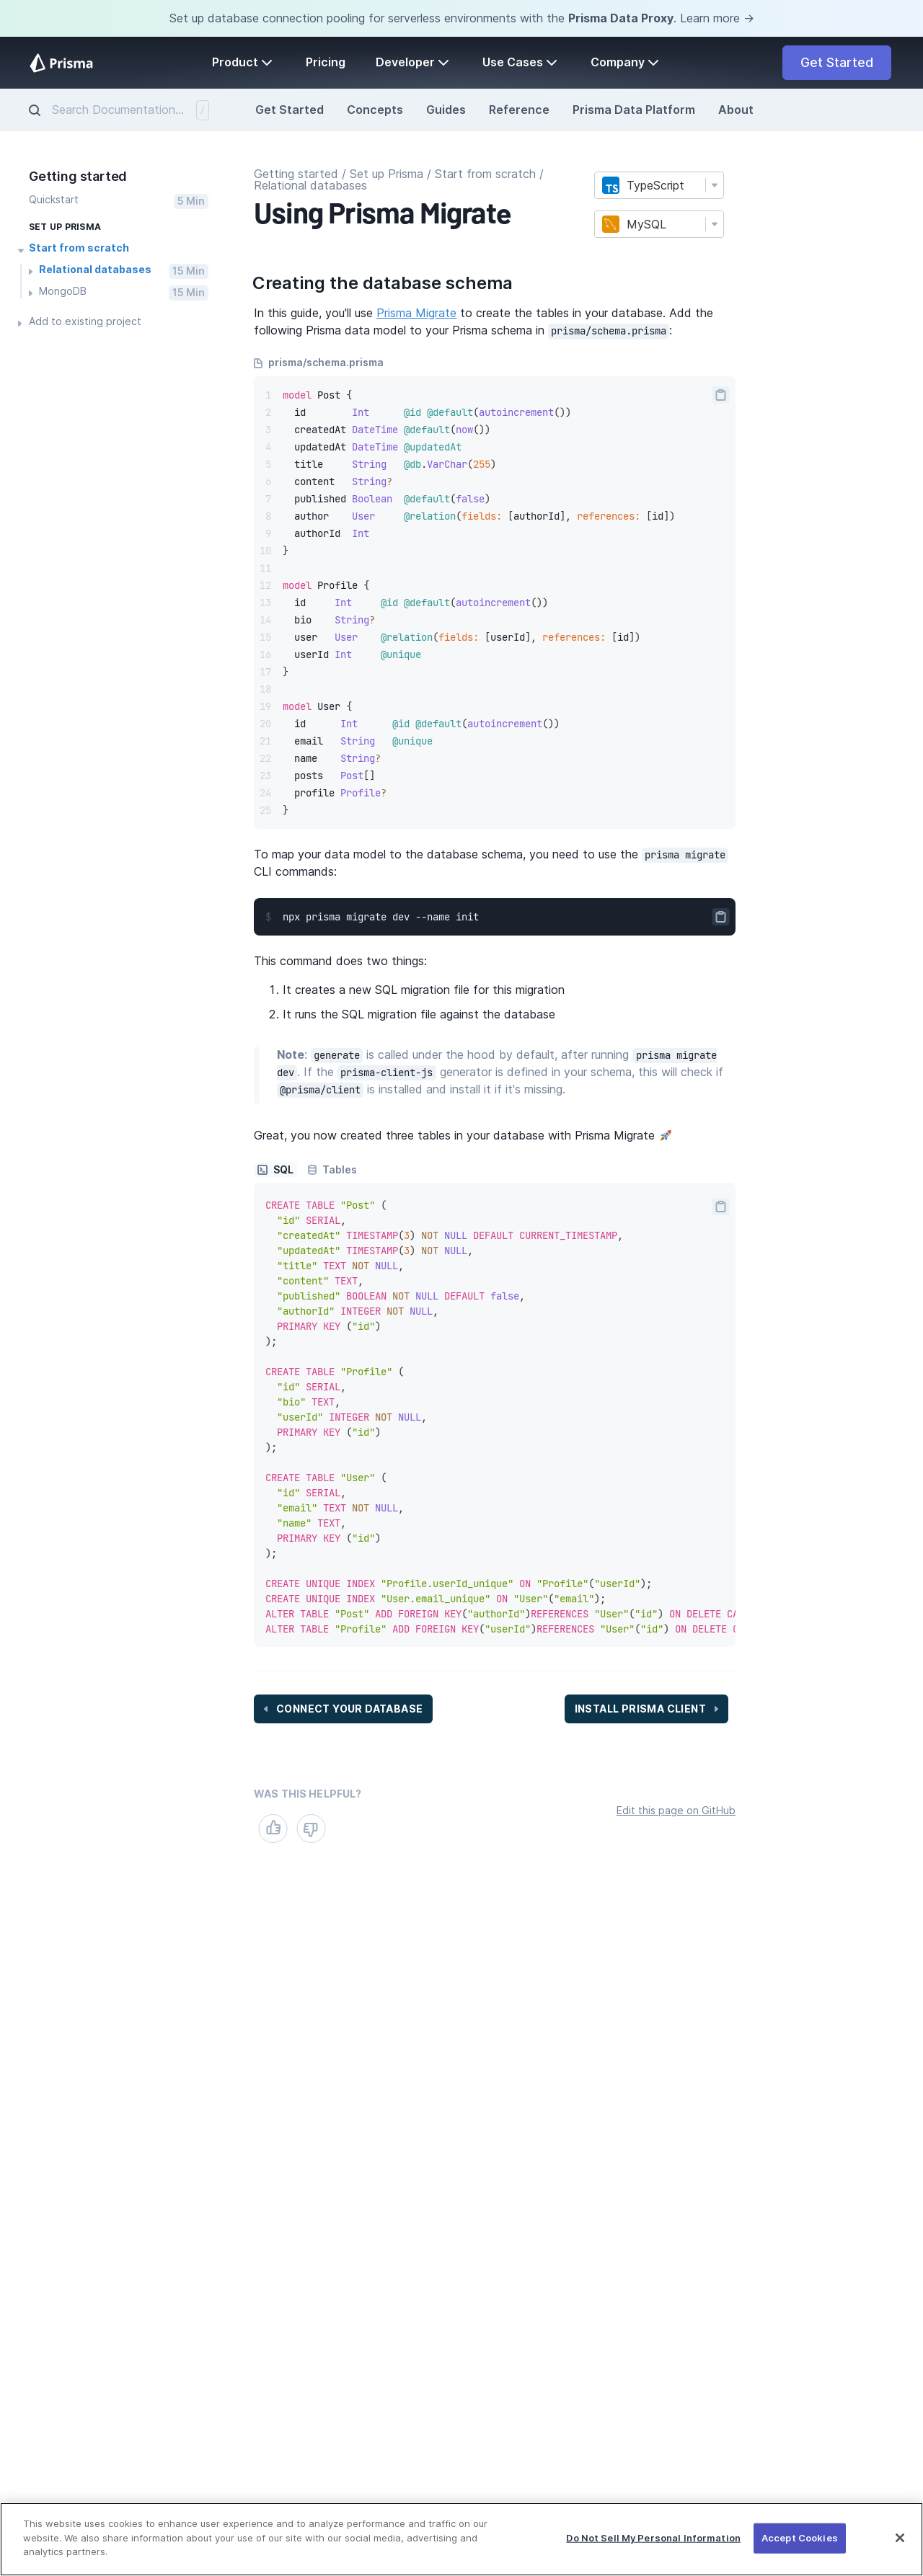 Set up database connection pooling for serverless environments with the Prisma Data Proxy. Learn more →
Prisma
Product
Pricing
Developer
Use Cases
Company
Get Started
Search Documentation... /
Get Started
Concepts
Guides
Reference
Prisma Data Platform
About
Getting started
Quickstart 5 Min
SET UP PRISMA
Start from scratch
Relational databases 15 Min
MongoDB 15 Min
Add to existing project
Getting started / Set up Prisma / Start from scratch /
Relational databases
Using Prisma Migrate
TypeScript
MySQL
Creating the database schema
In this guide, you'll use Prisma Migrate to create the tables in your database. Add the
following Prisma data model to your Prisma schema in prisma/schema.prisma :
prisma/schema.prisma
1 model Post {
2   id        Int      @id @default(autoincrement())
3   createdAt DateTime @default(now())
4   updatedAt DateTime @updatedAt
5   title     String   @db.VarChar(255)
6   content   String?
7   published Boolean  @default(false)
8   author    User     @relation(fields: [authorId], references: [id])
9   authorId  Int
10 }
11
12 model Profile {
13   id     Int     @id @default(autoincrement())
14   bio    String?
15   user   User    @relation(fields: [userId], references: [id])
16   userId Int     @unique
17 }
18
19 model User {
20   id      Int      @id @default(autoincrement())
21   email   String   @unique
22   name    String?
23   posts   Post[]
24   profile Profile?
25 }
To map your data model to the database schema, you need to use the prisma migrate
CLI commands:
$ npx prisma migrate dev --name init
This command does two things:
1. It creates a new SQL migration file for this migration
2. It runs the SQL migration file against the database
Note: generate is called under the hood by default, after running prisma migrate
dev . If the prisma-client-js generator is defined in your schema, this will check if
@prisma/client is installed and install it if it's missing.
Great, you now created three tables in your database with Prisma Migrate 🚀
SQL Tables
CREATE TABLE "Post" (
  "id" SERIAL,
  "createdAt" TIMESTAMP(3) NOT NULL DEFAULT CURRENT_TIMESTAMP,
  "updatedAt" TIMESTAMP(3) NOT NULL,
  "title" TEXT NOT NULL,
  "content" TEXT,
  "published" BOOLEAN NOT NULL DEFAULT false,
  "authorId" INTEGER NOT NULL,
  PRIMARY KEY ("id")
);
CREATE TABLE "Profile" (
  "id" SERIAL,
  "bio" TEXT,
  "userId" INTEGER NOT NULL,
  PRIMARY KEY ("id")
);
CREATE TABLE "User" (
  "id" SERIAL,
  "email" TEXT NOT NULL,
  "name" TEXT,
  PRIMARY KEY ("id")
);
CREATE UNIQUE INDEX "Profile.userId_unique" ON "Profile"("userId");
CREATE UNIQUE INDEX "User.email_unique" ON "User"("email");
ALTER TABLE "Post" ADD FOREIGN KEY("authorId")REFERENCES "User"("id") ON DELETE CA
ALTER TABLE "Profile" ADD FOREIGN KEY("userId")REFERENCES "User"("id") ON DELETE
CONNECT YOUR DATABASE
INSTALL PRISMA CLIENT
WAS THIS HELPFUL?
Edit this page on GitHub
This website uses cookies to enhance user experience and to analyze performance and traffic on our
website. We also share information about your use of our site with our social media, advertising and
analytics partners.
Do Not Sell My Personal Information
Accept Cookies